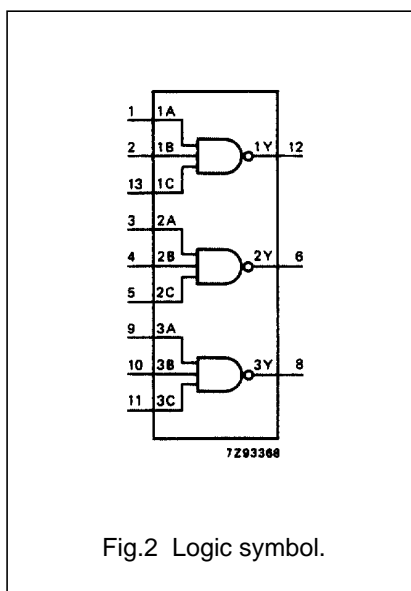 1 1A
2 1B 1Y 12
13 1C
3 2A
4 2B 2Y 6
5 2C
9 3A
10 3B 3Y 8
11 3C
7Z93368
Fig.2 Logic symbol.